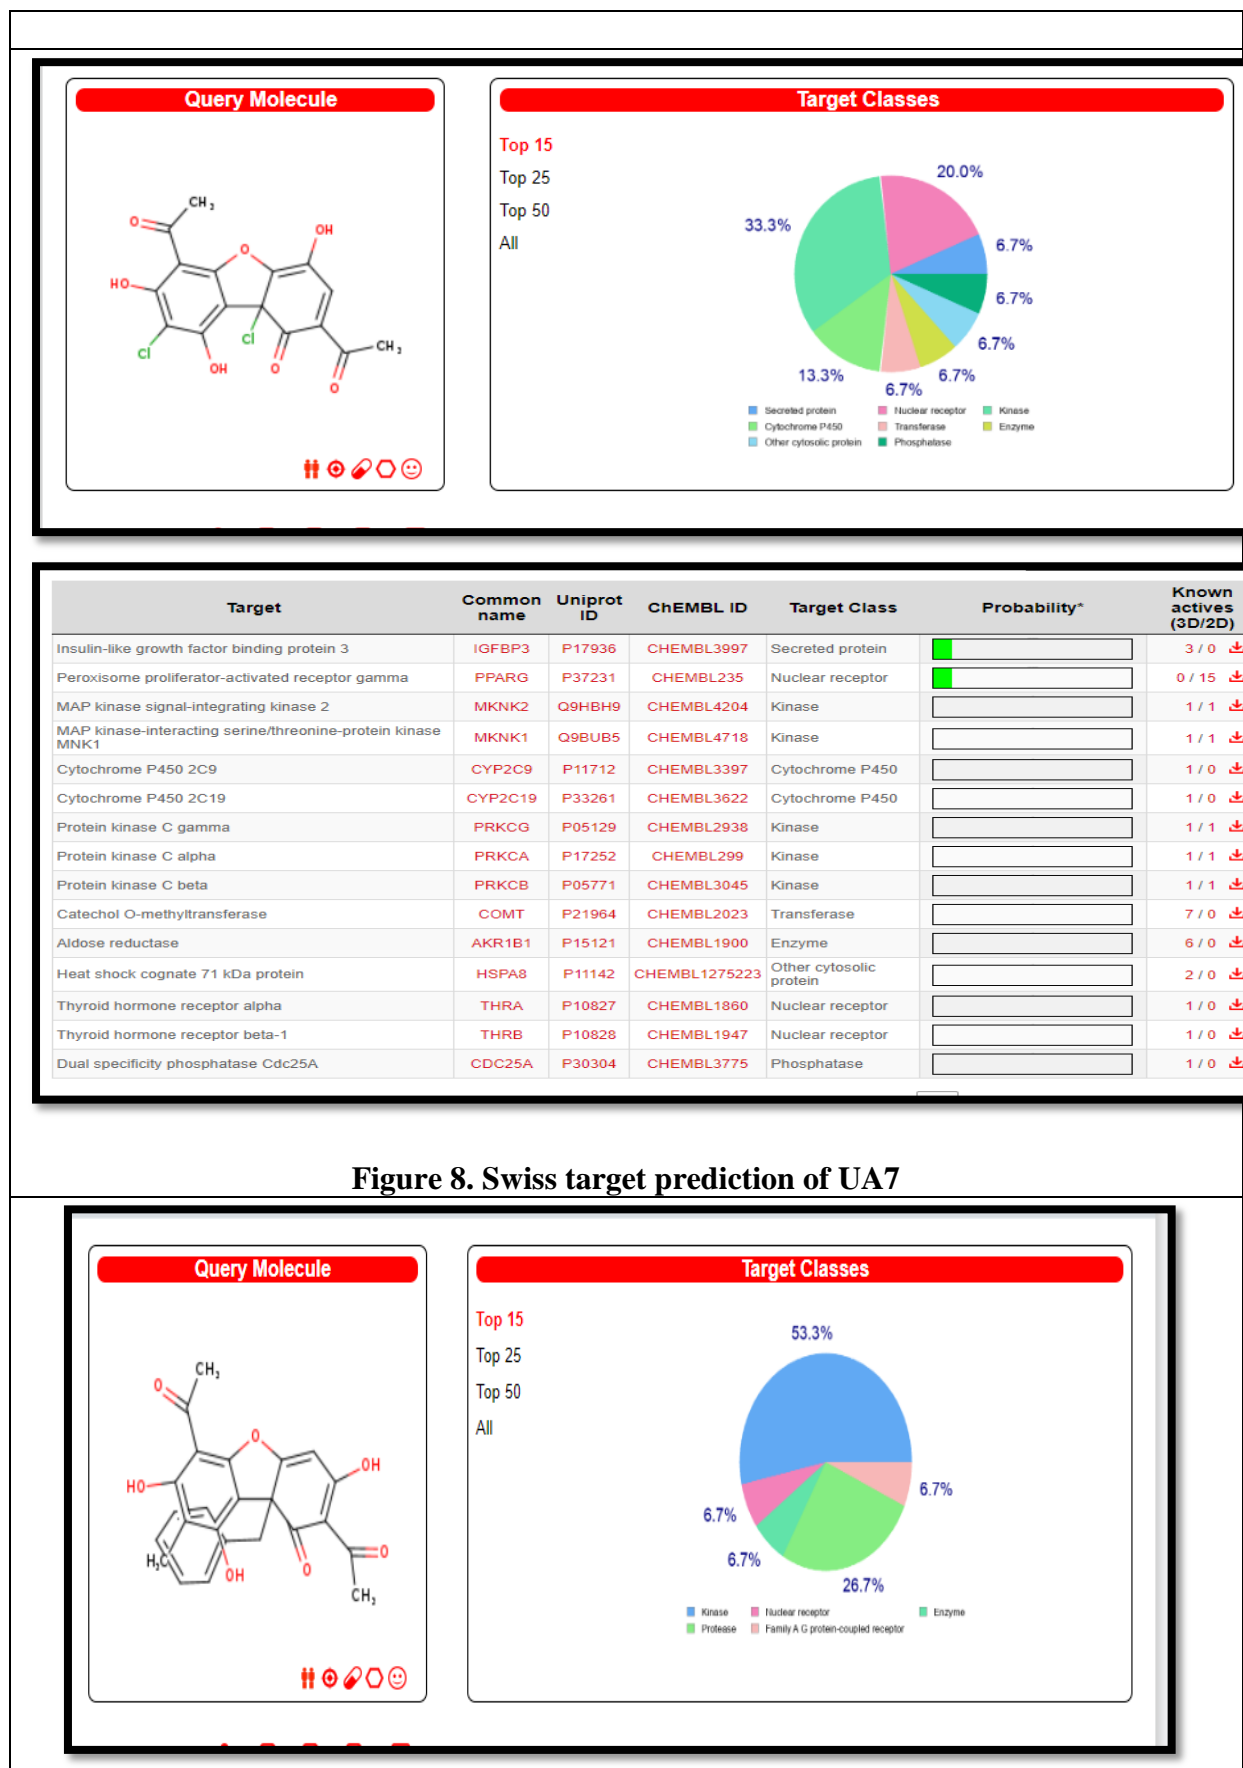 Query Molecule
CH3
O
O
OH
HO
Cl
Cl
OH
O
O
CH3
Target Classes
Top 15
Top 25
Top 50
All
20.0%
33.3%
6.7%
6.7%
6.7%
6.7%
6.7%
13.3%
Secreted protein Nuclear receptor Kinase
Cytochrome P450 Transferase Enzyme
Other cytosolic protein Phosphatase
Target Common name Uniprot ID ChEMBL ID Target Class Probability* Known actives (3D/2D)
Insulin-like growth factor binding protein 3 IGFBP3 P17936 CHEMBL3997 Secreted protein 3 / 0
Peroxisome proliferator-activated receptor gamma PPARG P37231 CHEMBL235 Nuclear receptor 0 / 15
MAP kinase signal-integrating kinase 2 MKNK2 Q9HBH9 CHEMBL4204 Kinase 1 / 1
MAP kinase-interacting serine/threonine-protein kinase MNK1 MKNK1 Q9BUB5 CHEMBL4718 Kinase 1 / 1
Cytochrome P450 2C9 CYP2C9 P11712 CHEMBL3397 Cytochrome P450 1 / 0
Cytochrome P450 2C19 CYP2C19 P33261 CHEMBL3622 Cytochrome P450 1 / 0
Protein kinase C gamma PRKCG P05129 CHEMBL2938 Kinase 1 / 1
Protein kinase C alpha PRKCA P17252 CHEMBL299 Kinase 1 / 1
Protein kinase C beta PRKCB P05771 CHEMBL3045 Kinase 1 / 1
Catechol O-methyltransferase COMT P21964 CHEMBL2023 Transferase 7 / 0
Aldose reductase AKR1B1 P15121 CHEMBL1900 Enzyme 6 / 0
Heat shock cognate 71 kDa protein HSPA8 P11142 CHEMBL1275223 Other cytosolic protein 2 / 0
Thyroid hormone receptor alpha THRA P10827 CHEMBL1860 Nuclear receptor 1 / 0
Thyroid hormone receptor beta-1 THRB P10828 CHEMBL1947 Nuclear receptor 1 / 0
Dual specificity phosphatase Cdc25A CDC25A P30304 CHEMBL3775 Phosphatase 1 / 0
Figure 8. Swiss target prediction of UA7
Query Molecule
CH3
O
O
OH
HO
H3C
OH
O
O
CH3
Target Classes
Top 15
Top 25
Top 50
All
53.3%
6.7%
6.7%
6.7%
26.7%
Kinase Nuclear receptor Enzyme
Protease Family A G protein-coupled receptor